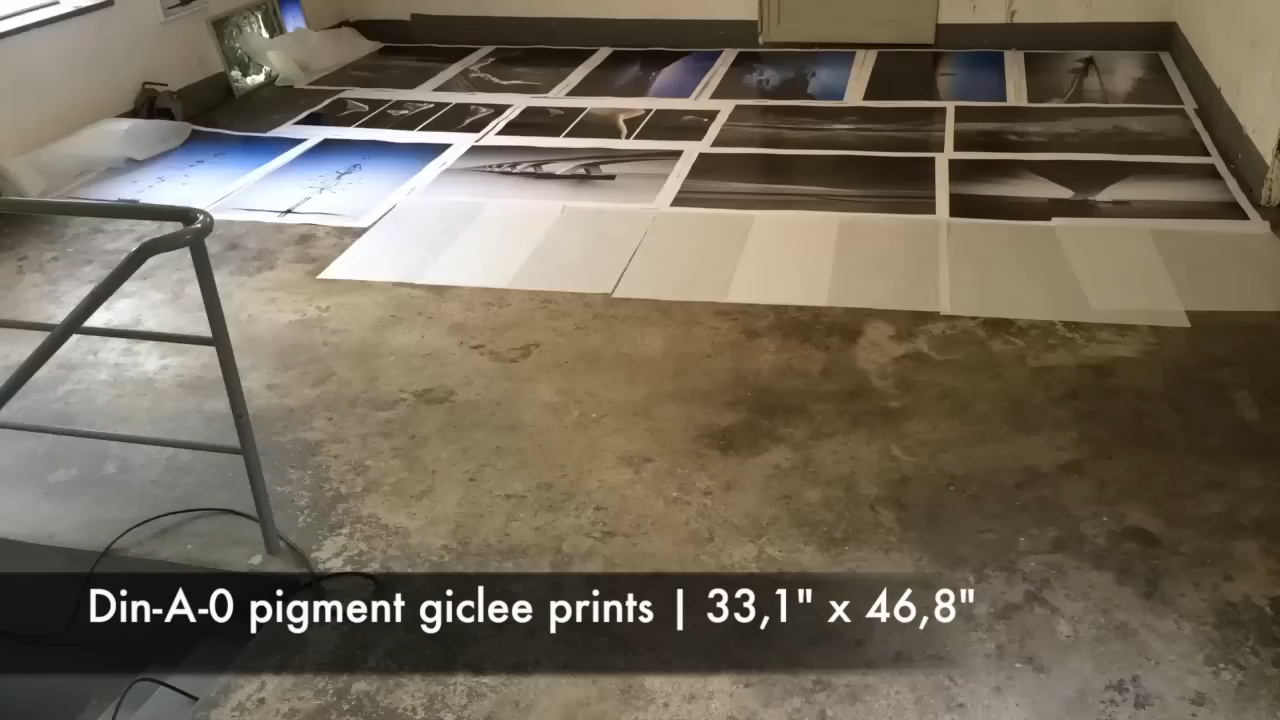 Din-A-0 pigment giclee prints | 33,1" x 46,8"